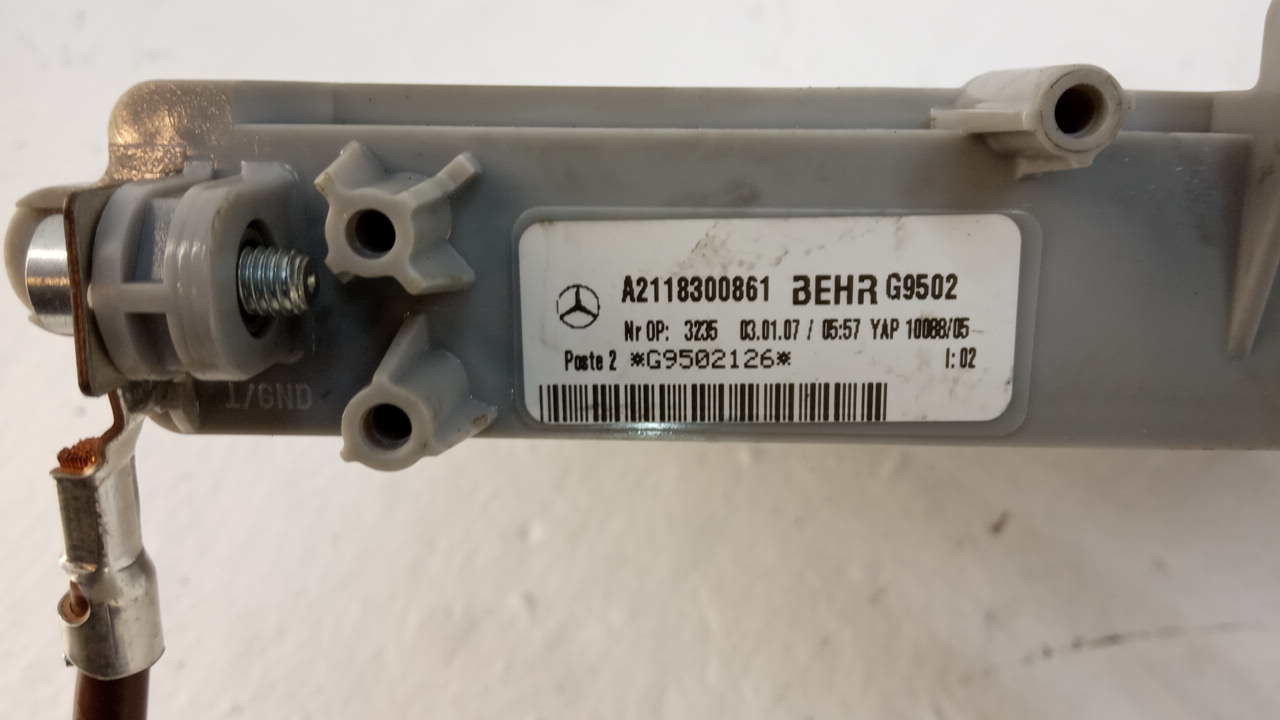 A2118300861 BEHR G9502
Nr OP: 3235 03.01.07 / 05:57 YAP 10088/05
Poste 2 *G9502126* I: 02
1/GND